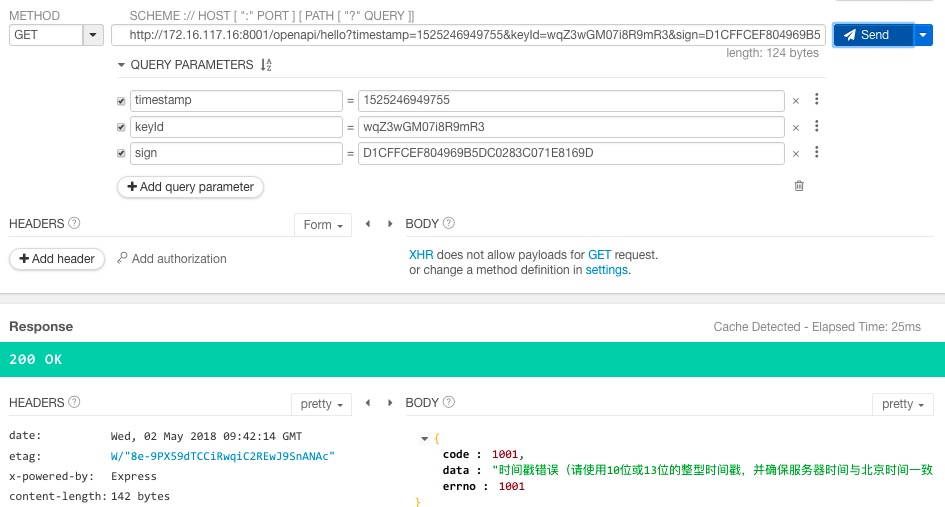 METHOD
SCHEME :// HOST [ ":" PORT ] [ PATH [ "?" QUERY ]]
GET
http://172.16.117.16:8001/openapi/hello?timestamp=1525246949755&keyId=wqZ3wGM07i8R9mR3&sign=D1CFFCEF804969B5
Send
length: 124 bytes
QUERY PARAMETERS
timestamp = 1525246949755 ×
keyId = wqZ3wGM07i8R9mR3 ×
sign = D1CFFCEF804969B5DC0283C071E8169D ×
+ Add query parameter
HEADERS ? Form
BODY ?
+ Add header Add authorization
XHR does not allow payloads for GET request.
or change a method definition in settings.
Response
Cache Detected - Elapsed Time: 25ms
200 OK
HEADERS ? pretty
BODY ? pretty
date: Wed, 02 May 2018 09:42:14 GMT
etag: W/"8e-9PX59dTCCiRwqiC2REwJ9SnANAc"
x-powered-by: Express
content-length: 142 bytes
{
code : 1001,
data : "时间戳错误（请使用10位或13位的整型时间戳，并确保服务器时间与北京时间一致
errno : 1001
}